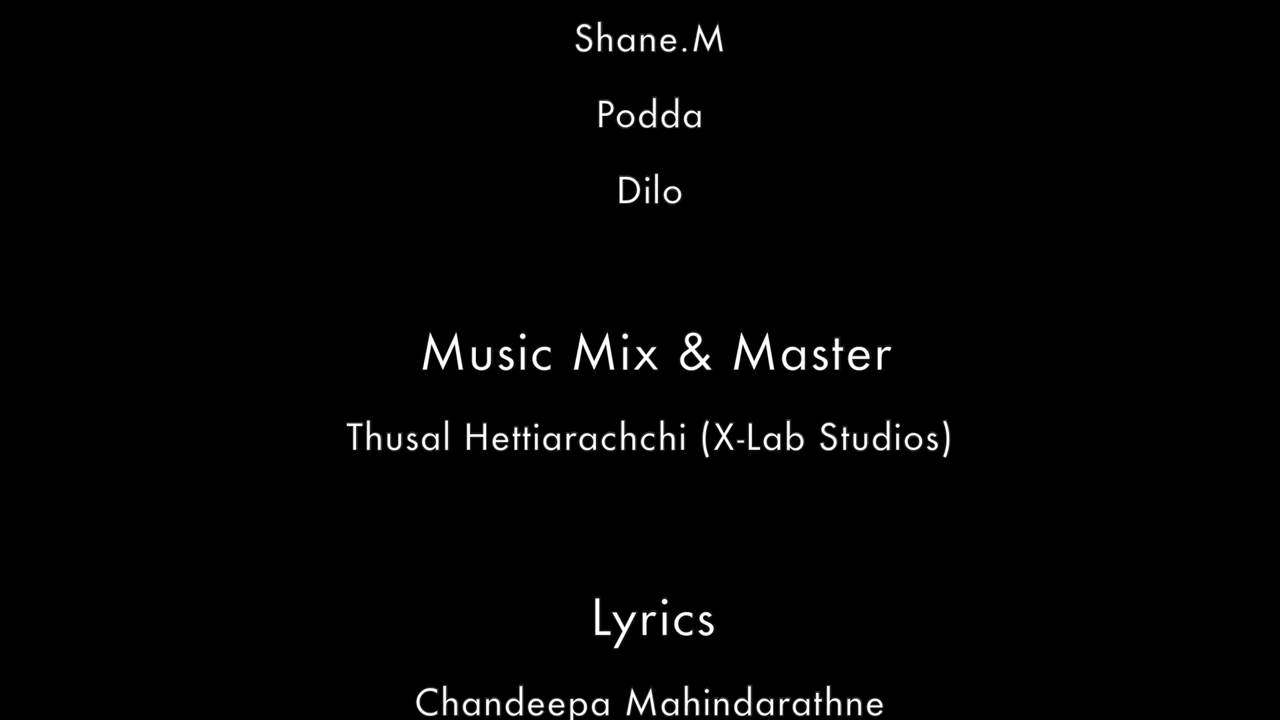 Shane.M
Podda
Dilo
Music Mix & Master
Thusal Hettiarachchi (X-Lab Studios)
Lyrics
Chandeepa Mahindarathne